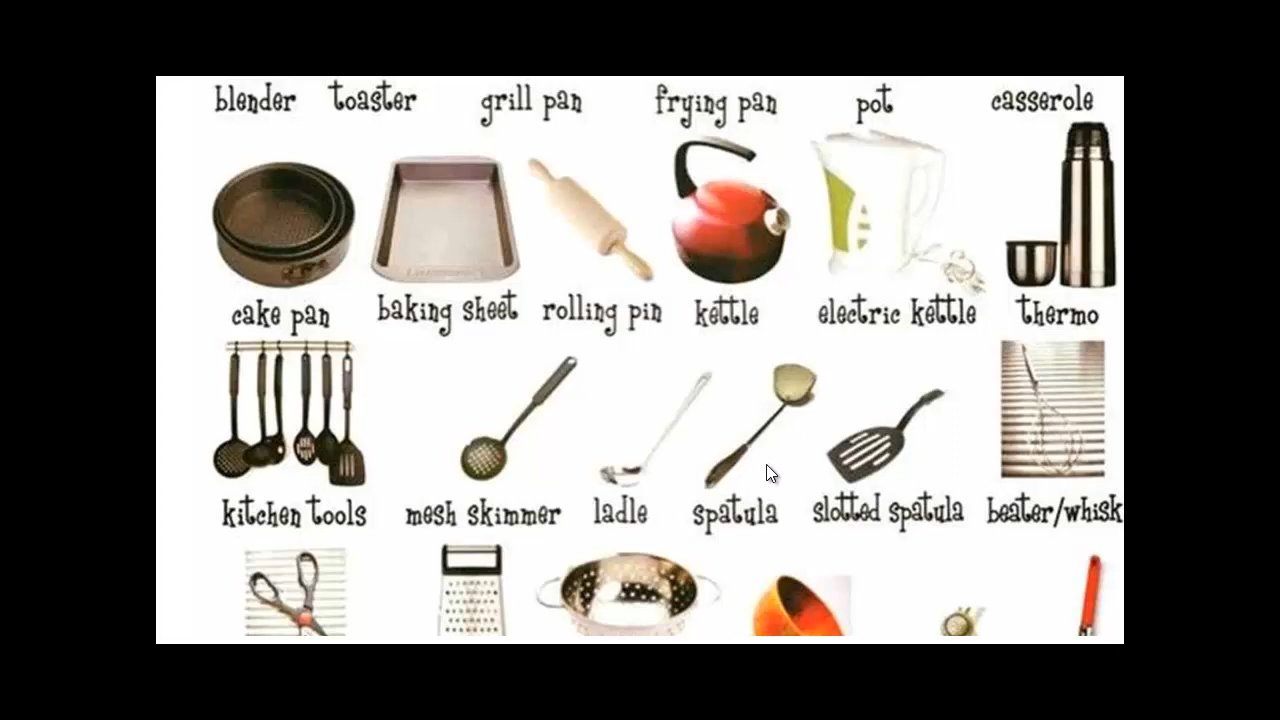 blender toaster grill pan frying pan pot casserole
cake pan baking sheet rolling pin kettle electric kettle thermo
kitchen tools mesh skimmer ladle spatula slotted spatula beater/whisk